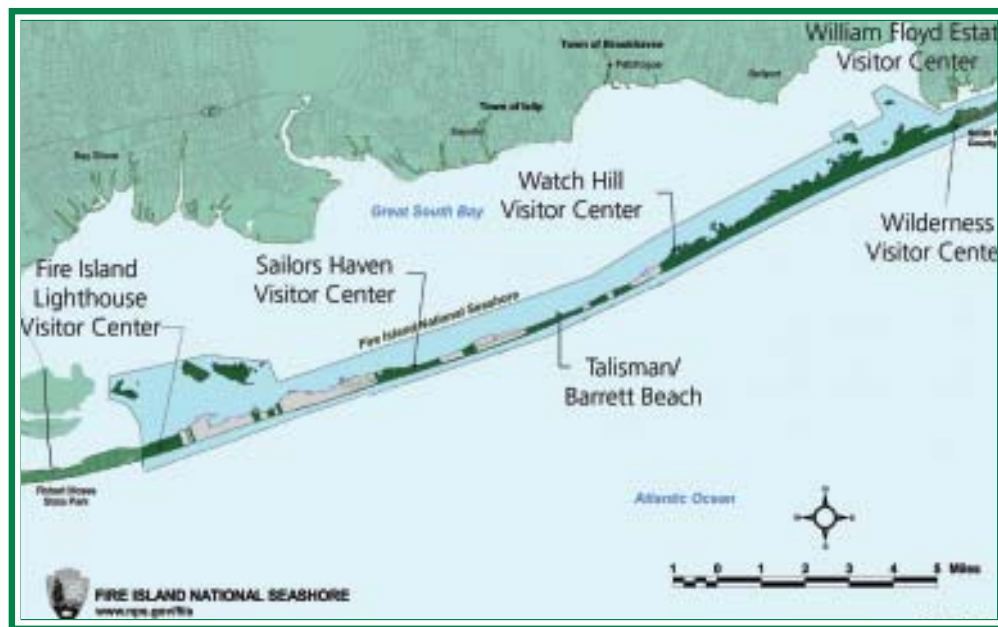 William Floyd Estat
Visitor Center
Town of Brookhaven
Patchogue
Bellport
Town of Islip
Sayville
Bay Shore
Great South Bay
Watch Hill
Visitor Center
Wilderness
Visitor Cente
Sailors Haven
Visitor Center
Fire Island
Lighthouse
Visitor Center
Fire Island National Seashore
Talisman/
Barrett Beach
Robert Moses
State Park
Atlantic Ocean
1 0 1 2 3 4 5 Miles
FIRE ISLAND NATIONAL SEASHORE
www.nps.gov/fiis